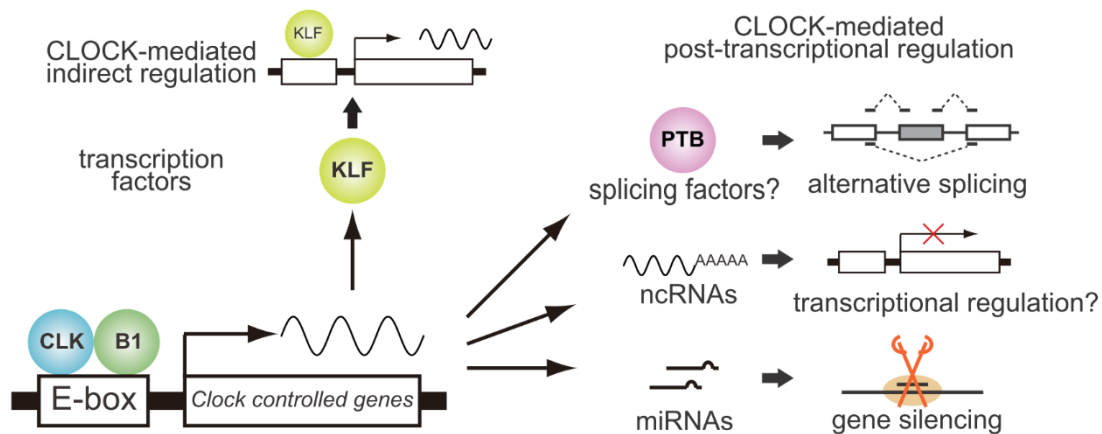 CLOCK-mediated
indirect regulation
KLF
transcription
factors
KLF
CLK
B1
E-box
Clock controlled genes
CLOCK-mediated
post-transcriptional regulation
PTB
splicing factors?
alternative splicing
AAAAA
ncRNAs
transcriptional regulation?
miRNAs
gene silencing